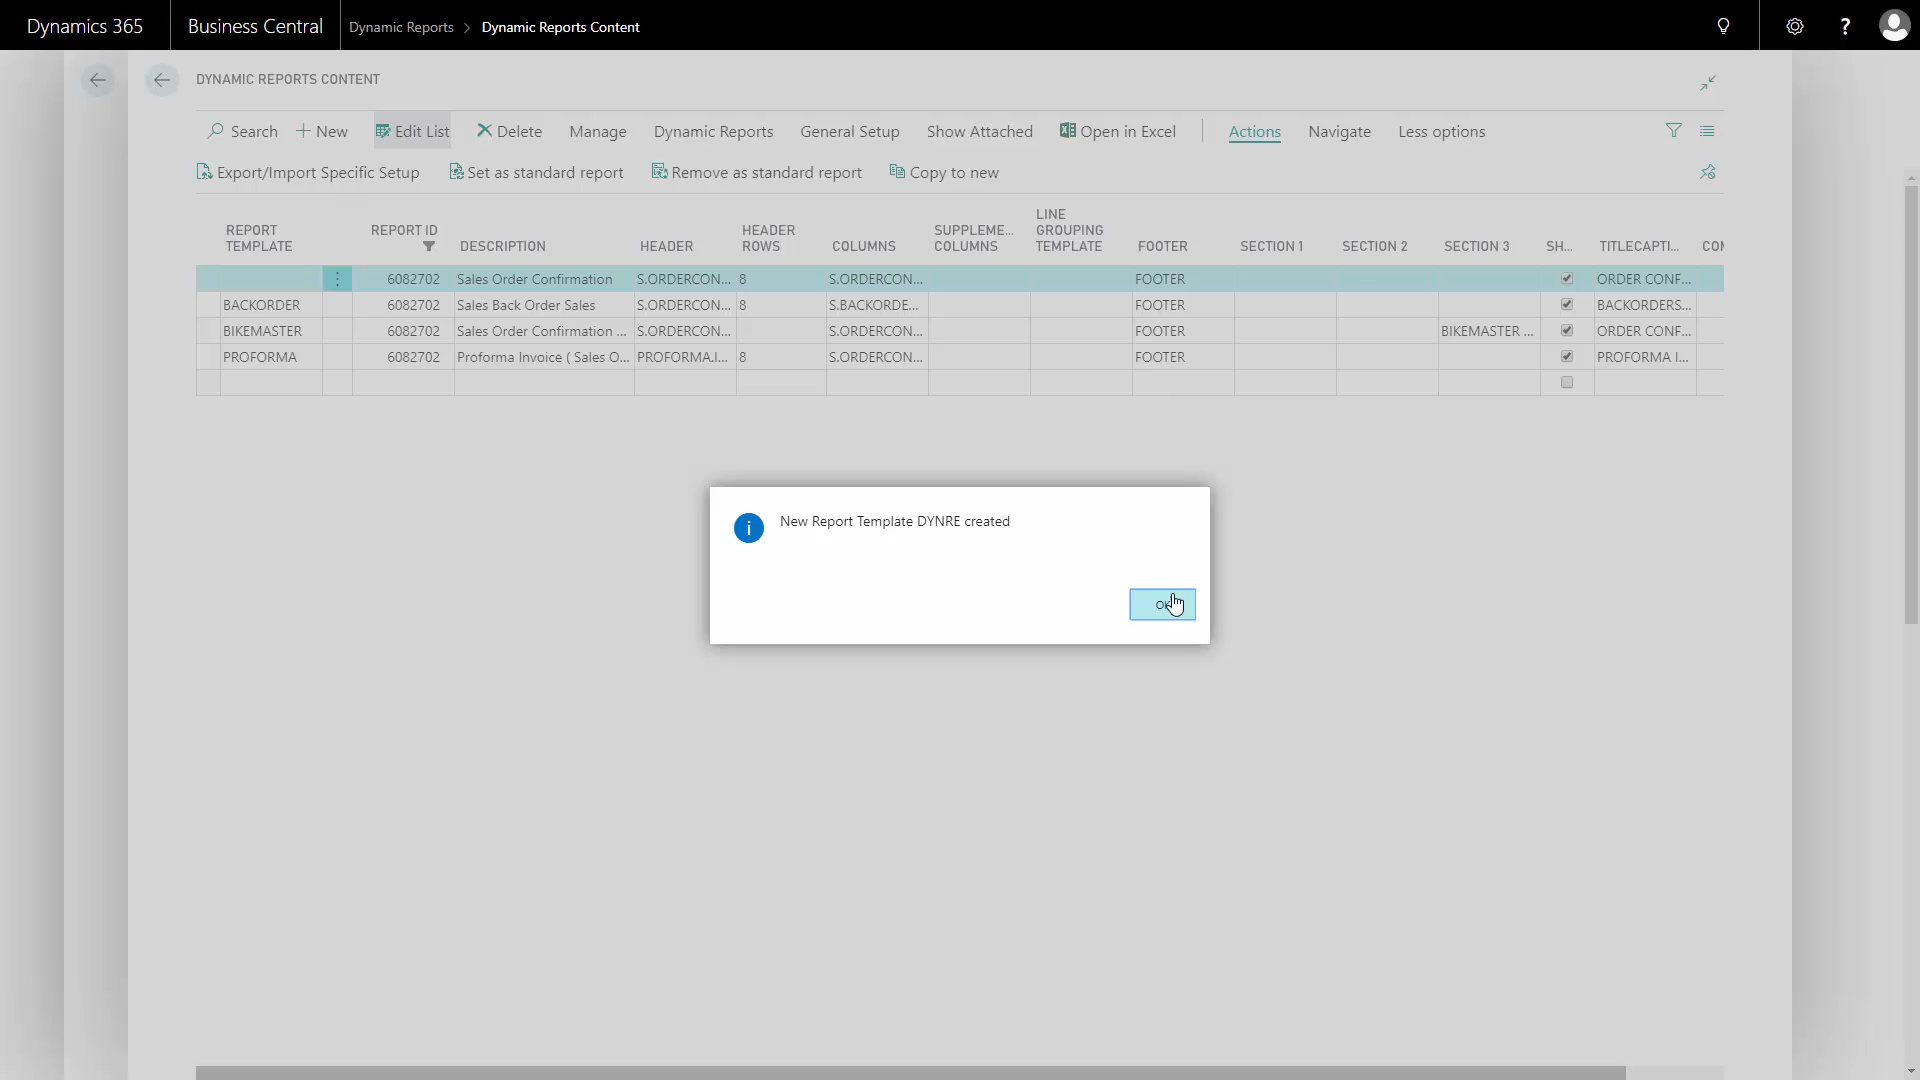 Dynamics 365 Business Central Dynamic Reports > Dynamic Reports Content ?
DYNAMIC REPORTS CONTENT
Search + New Edit List Delete Manage Dynamic Reports General Setup Show Attached Open in Excel Actions Navigate Less options
Export/Import Specific Setup Set as standard report Remove as standard report Copy to new
REPORT TEMPLATE REPORT ID DESCRIPTION HEADER HEADER ROWS COLUMNS SUPPLEME... COLUMNS LINE GROUPING TEMPLATE FOOTER SECTION 1 SECTION 2 SECTION 3 SH... TITLECAPTI... CON
6082702 Sales Order Confirmation S.ORDERCON... 8 S.ORDERCON... FOOTER ORDER CONF...
BACKORDER 6082702 Sales Back Order Sales S.ORDERCON... 8 S.BACKORDE... FOOTER BACKORDERS...
BIKEMASTER 6082702 Sales Order Confirmation ... S.ORDERCON... S.ORDERCON... FOOTER BIKEMASTER ... ORDER CONF...
PROFORMA 6082702 Proforma Invoice ( Sales O... PROFORMA.I... 8 S.ORDERCON... FOOTER PROFORMA I...
i New Report Template DYNRE created